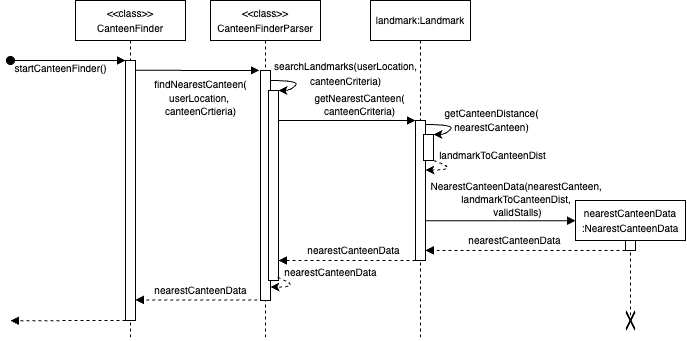 <<class>>
CanteenFinder
<<class>>
CanteenFinderParser
landmark:Landmark
startCanteenFinder()
findNearestCanteen(
userLocation,
canteenCrtieria)
searchLandmarks(userLocation,
canteenCriteria)
getNearestCanteen(
canteenCriteria)
getCanteenDistance(
nearestCanteen)
landmarkToCanteenDist
NearestCanteenData(nearestCanteen,
landmarkToCanteenDist,
validStalls)
nearestCanteenData
:NearestCanteenData
nearestCanteenData
nearestCanteenData
nearestCanteenData
nearestCanteenData